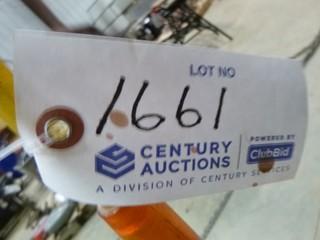 LOT NO
1661
CENTURY AUCTIONS
POWERED BY
ClubBid
A DIVISION OF CENTURY SERVICES